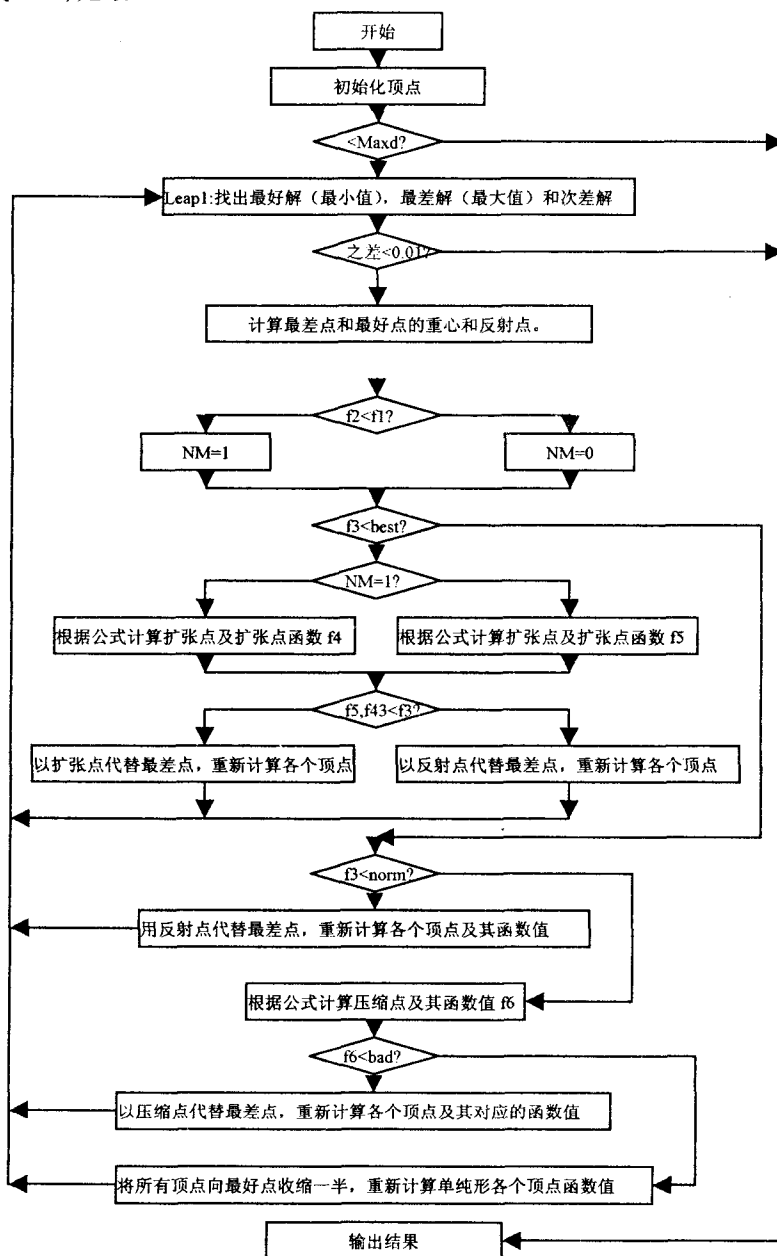 开始
初始化顶点
<Maxd?
Leap1:找出最好解（最小值），最差解（最大值）和次差解
之差<0.01?
计算最差点和最好点的重心和反射点。
f2<f1?
NM=1
NM=0
f3<best?
NM=1?
根据公式计算扩张点及扩张点函数 f4
根据公式计算扩张点及扩张点函数 f5
f5,f43<f3?
以扩张点代替最差点，重新计算各个顶点
以反射点代替最差点，重新计算各个顶点
f3<norm?
用反射点代替最差点，重新计算各个顶点及其函数值
根据公式计算压缩点及其函数值 f6
f6<bad?
以压缩点代替最差点，重新计算各个顶点及其对应的函数值
将所有顶点向最好点收缩一半，重新计算单纯形各个顶点函数值
输出结果